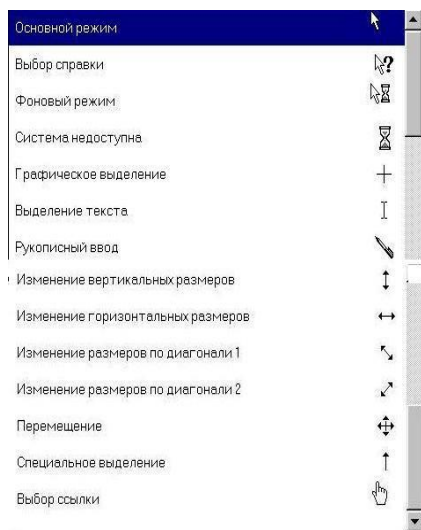 Основной режим
Выбор справки
Фоновый режим
Система недоступна
Графическое выделение
Выделение текста
Рукописный ввод
Изменение вертикальных размеров
Изменение горизонтальных размеров
Изменение размеров по диагонали 1
Изменение размеров по диагонали 2
Перемещение
Специальное выделение
Выбор ссылки